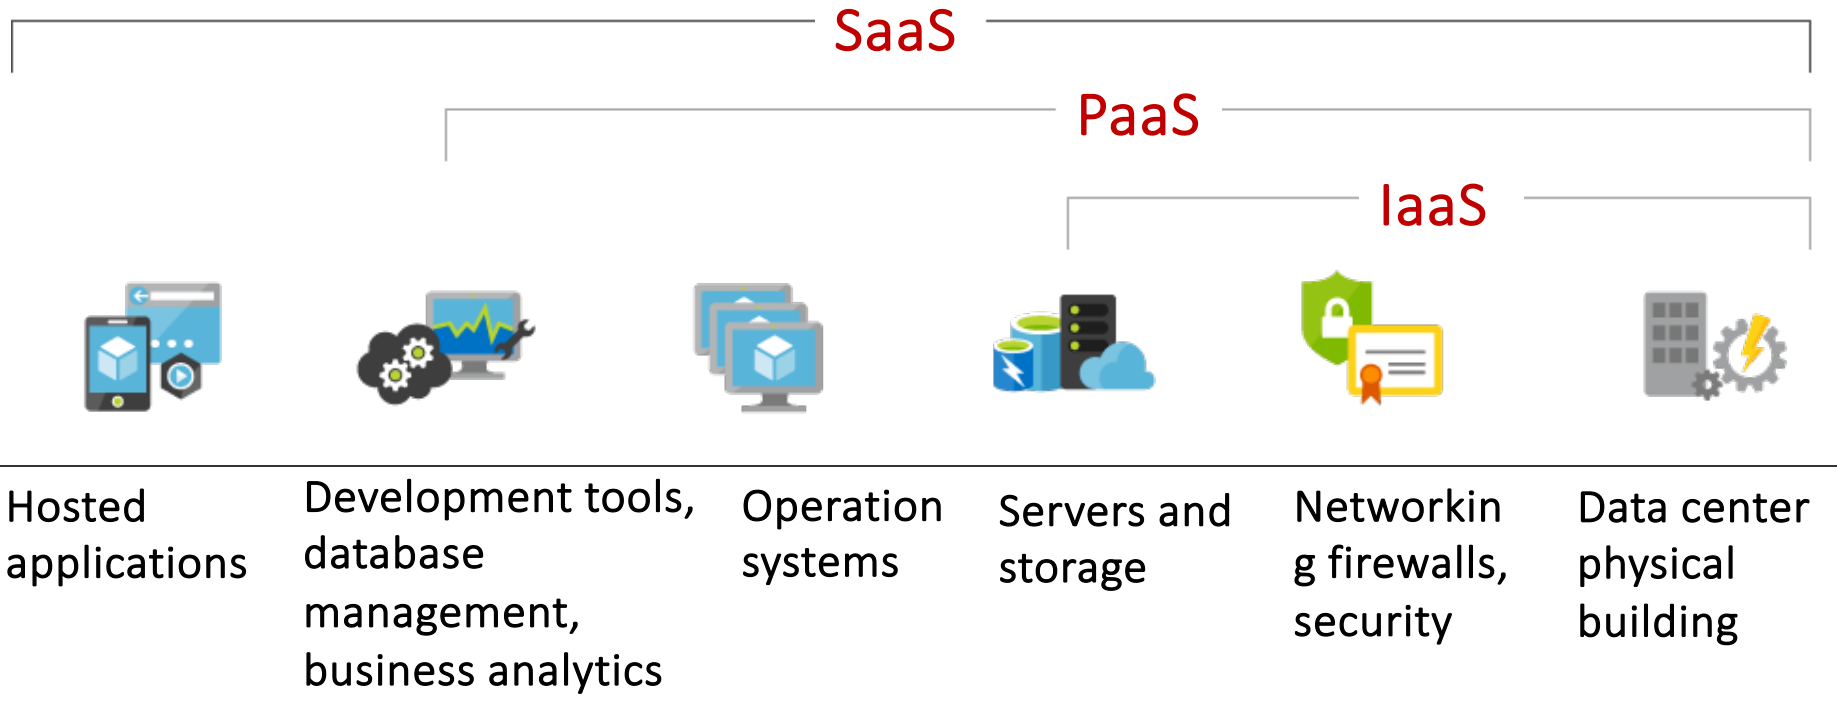 SaaS
PaaS
IaaS
Hosted
applications
Development tools,
database
management,
business analytics
Operation
systems
Servers and
storage
Networkin
g firewalls,
security
Data center
physical
building